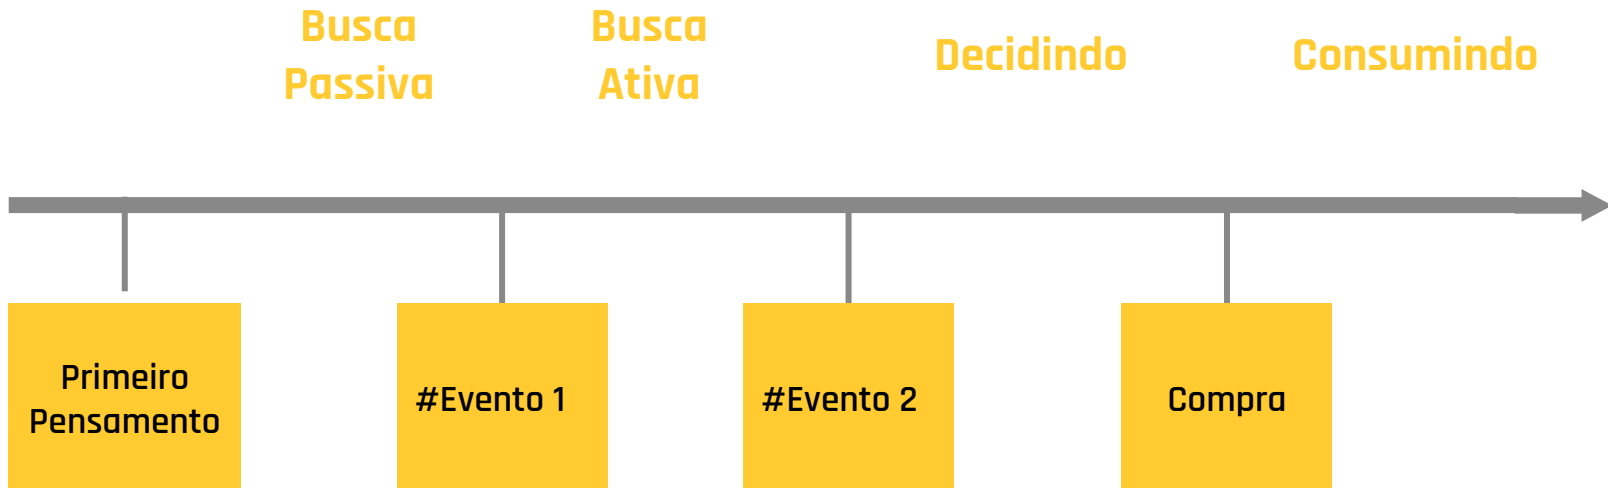 Busca
Passiva
Busca
Ativa
Decidindo
Consumindo
Primeiro
Pensamento
#Evento 1
#Evento 2
Compra